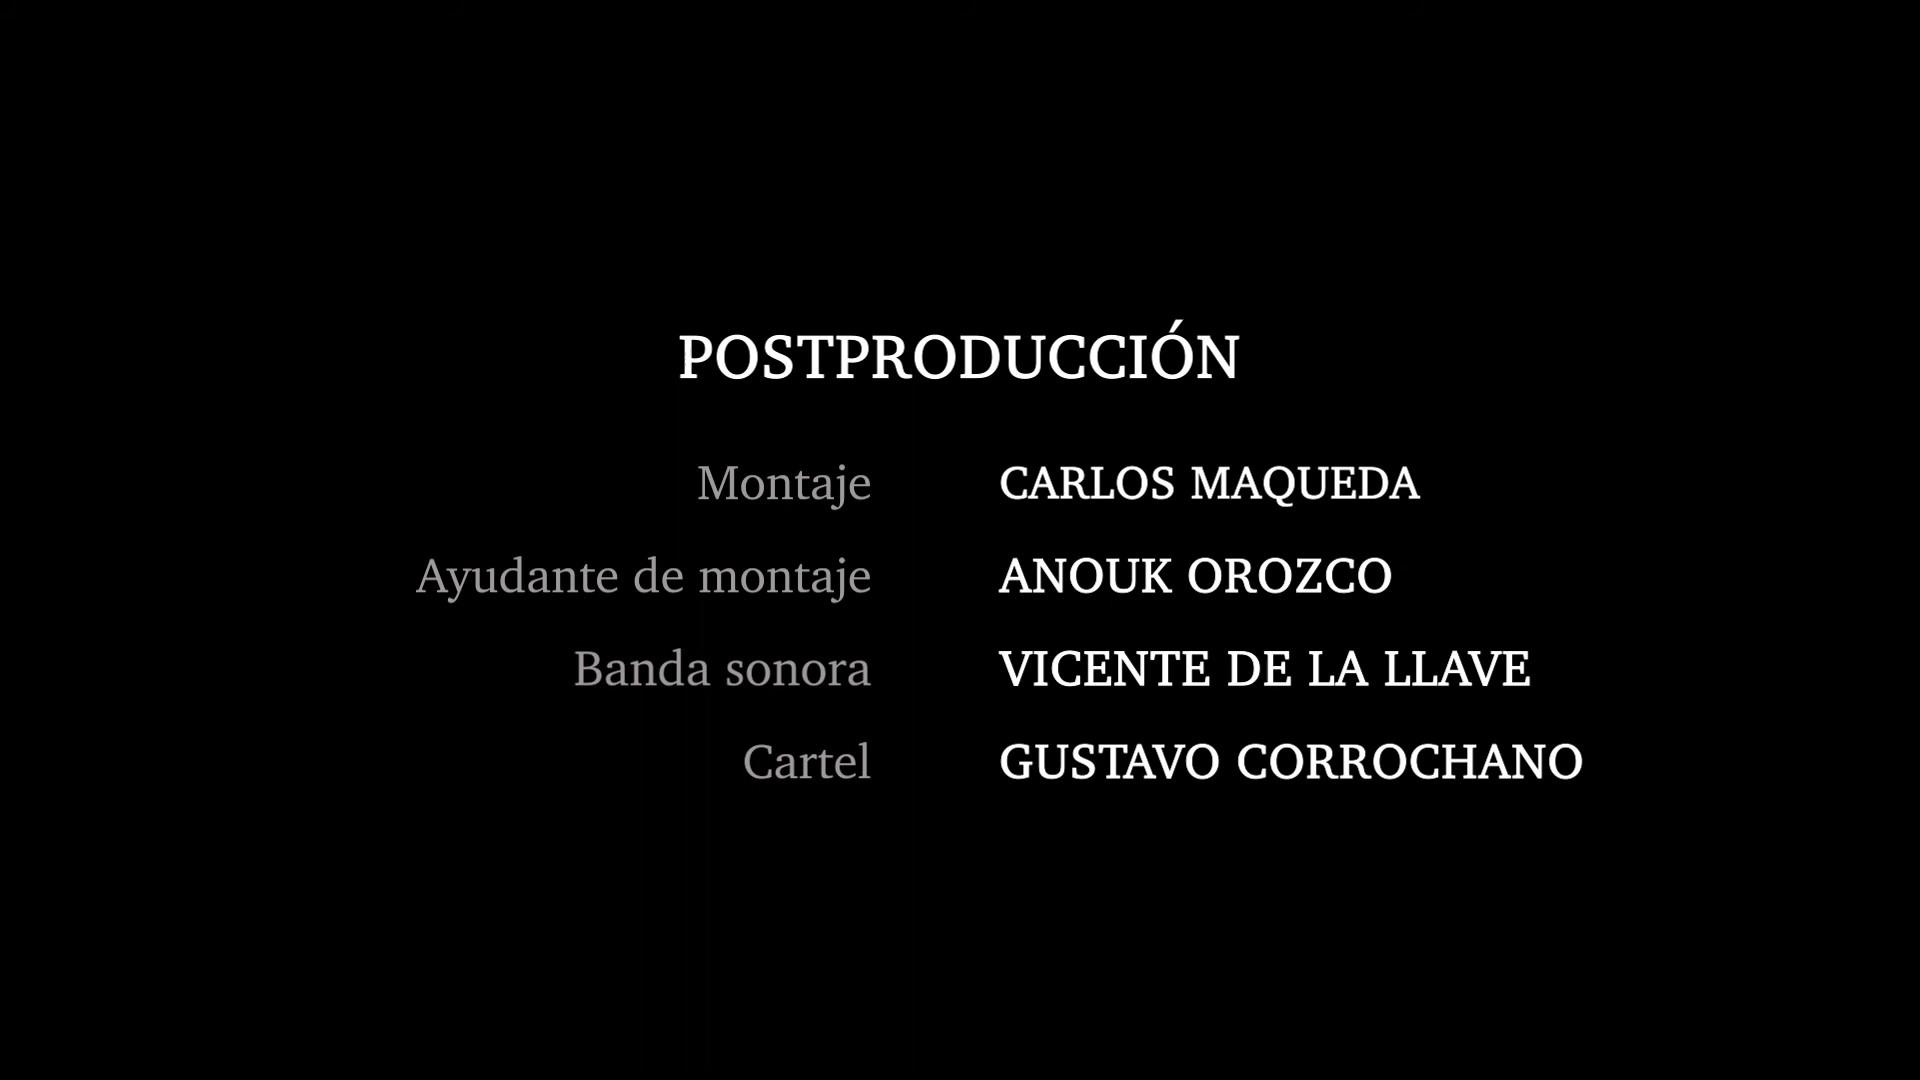 POSTPRODUCCIÓN
Montaje CARLOS MAQUEDA
Ayudante de montaje ANOUK OROZCO
Banda sonora VICENTE DE LA LLAVE
Cartel GUSTAVO CORROCHANO